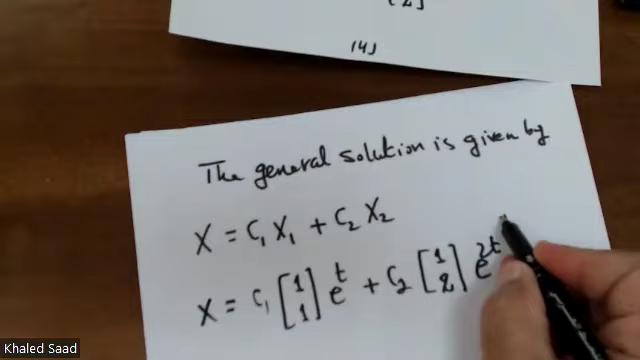 [2]
(4)
The general solution is given by
X = C₁ X₁ + C₂ X₂
X = C₁ [1 1] e^t + C₂ [1 2] e^2t
Khaled Saad